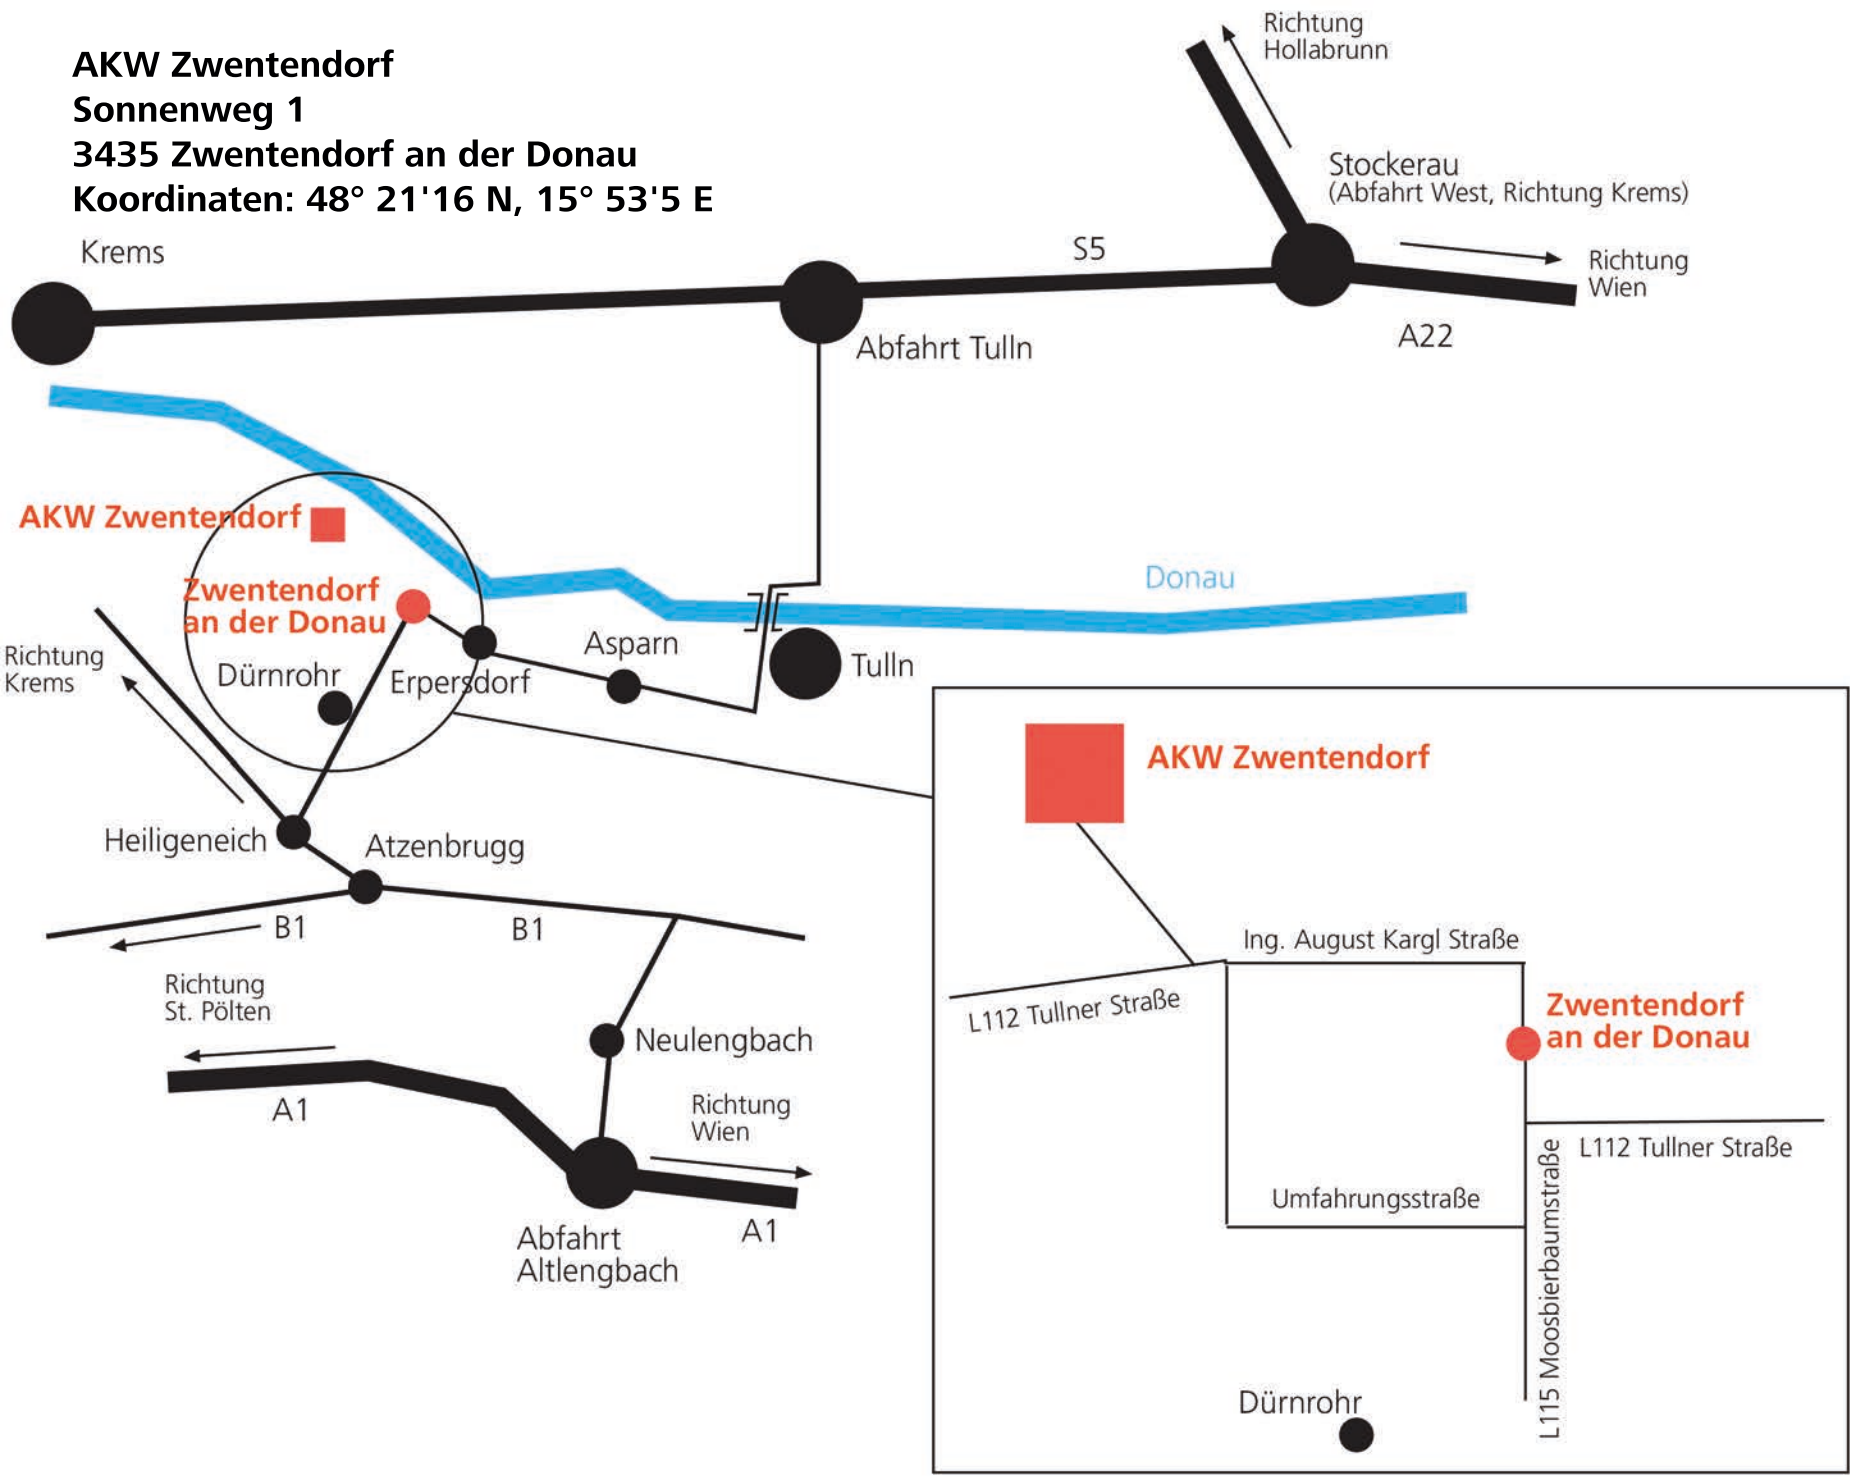 AKW Zwentendorf
Sonnenweg 1
3435 Zwentendorf an der Donau
Koordinaten: 48° 21'16 N, 15° 53'5 E
Richtung
Hollabrunn
Stockerau
(Abfahrt West, Richtung Krems)
Krems
S5
Richtung
Wien
A22
Abfahrt Tulln
AKW Zwentendorf
Donau
Zwentendorf
an der Donau
Richtung
Krems
Dürnrohr
Erpersdorf
Asparn
Tulln
Heiligeneich
Atzenbrugg
B1
B1
Richtung
St. Pölten
A1
Neulengbach
Richtung
Wien
A1
Abfahrt
Altlengbach
AKW Zwentendorf
Ing. August Kargl Straße
L112 Tullner Straße
Zwentendorf
an der Donau
L112 Tullner Straße
Umfahrungsstraße
L115 Moosbierbaumstraße
Dürnrohr